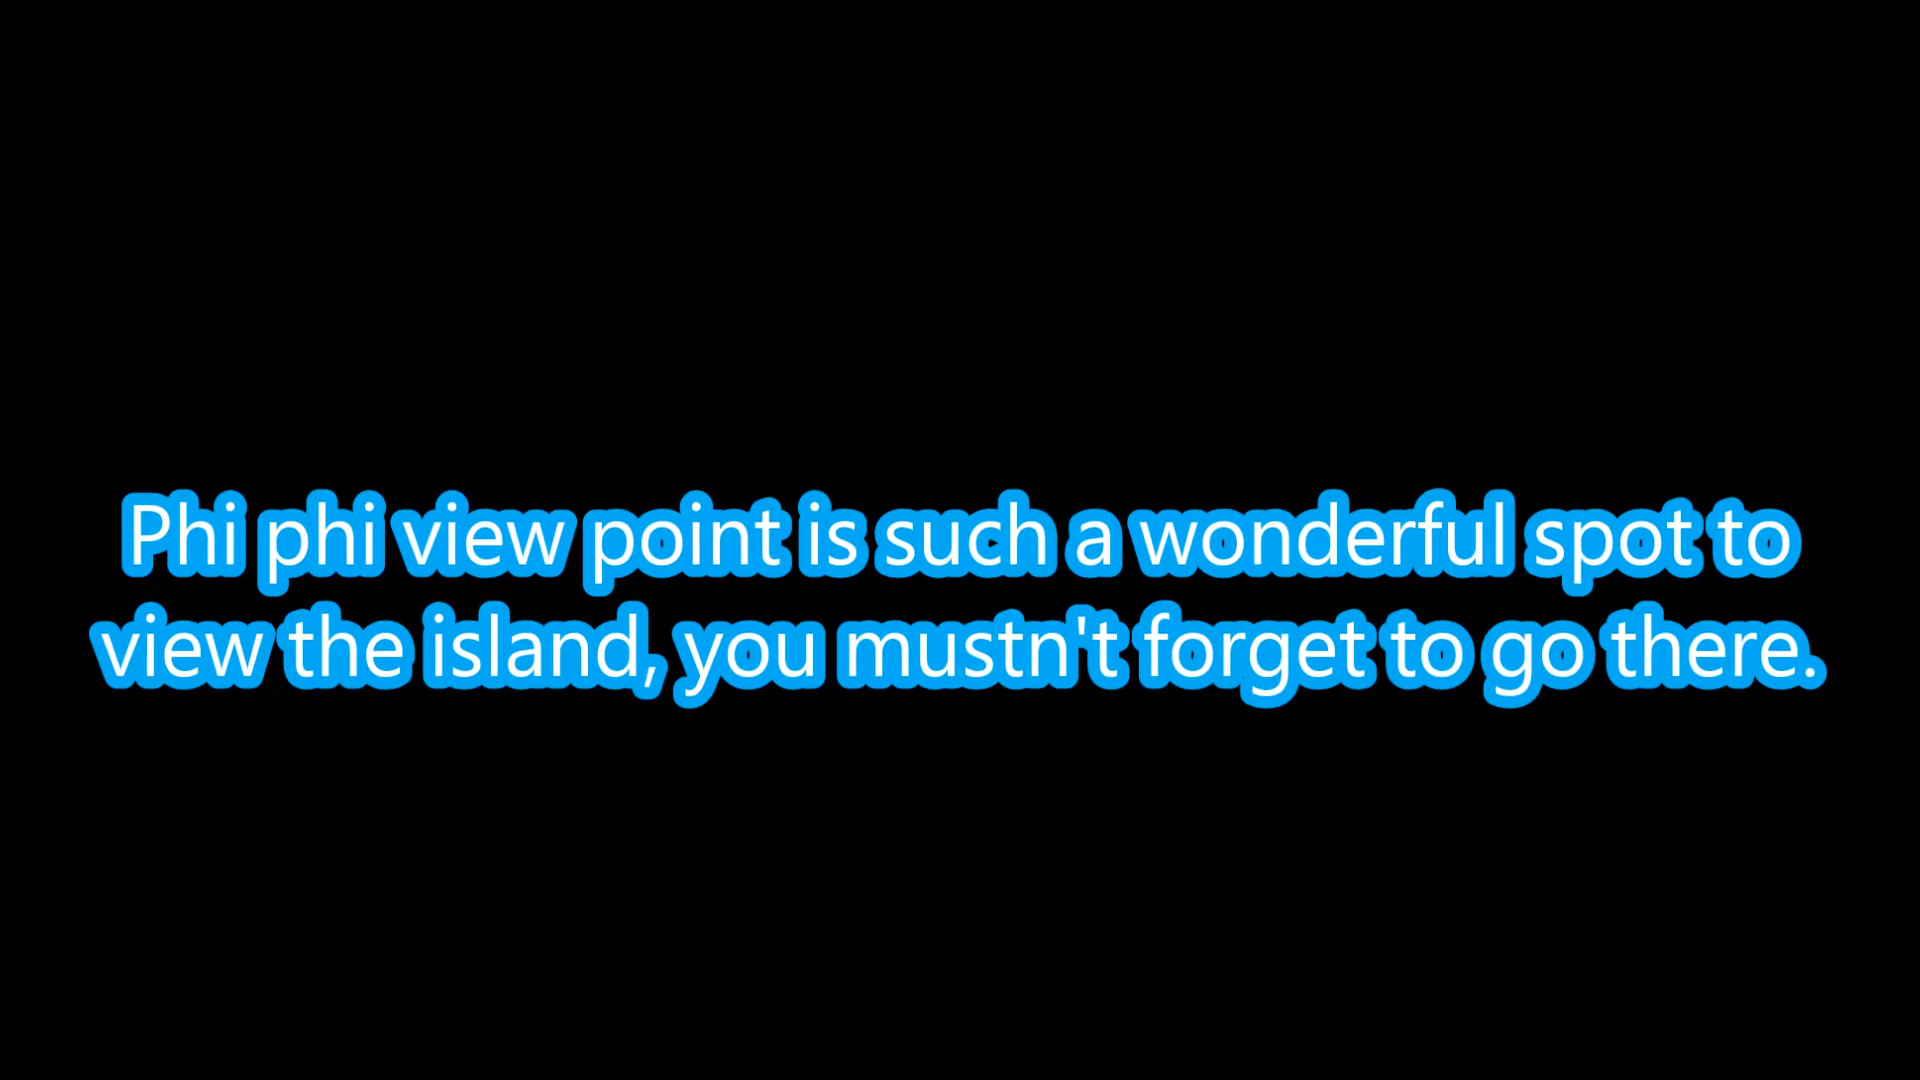 Phi phi view point is such a wonderful spot to
view the island, you mustn't forget to go there.